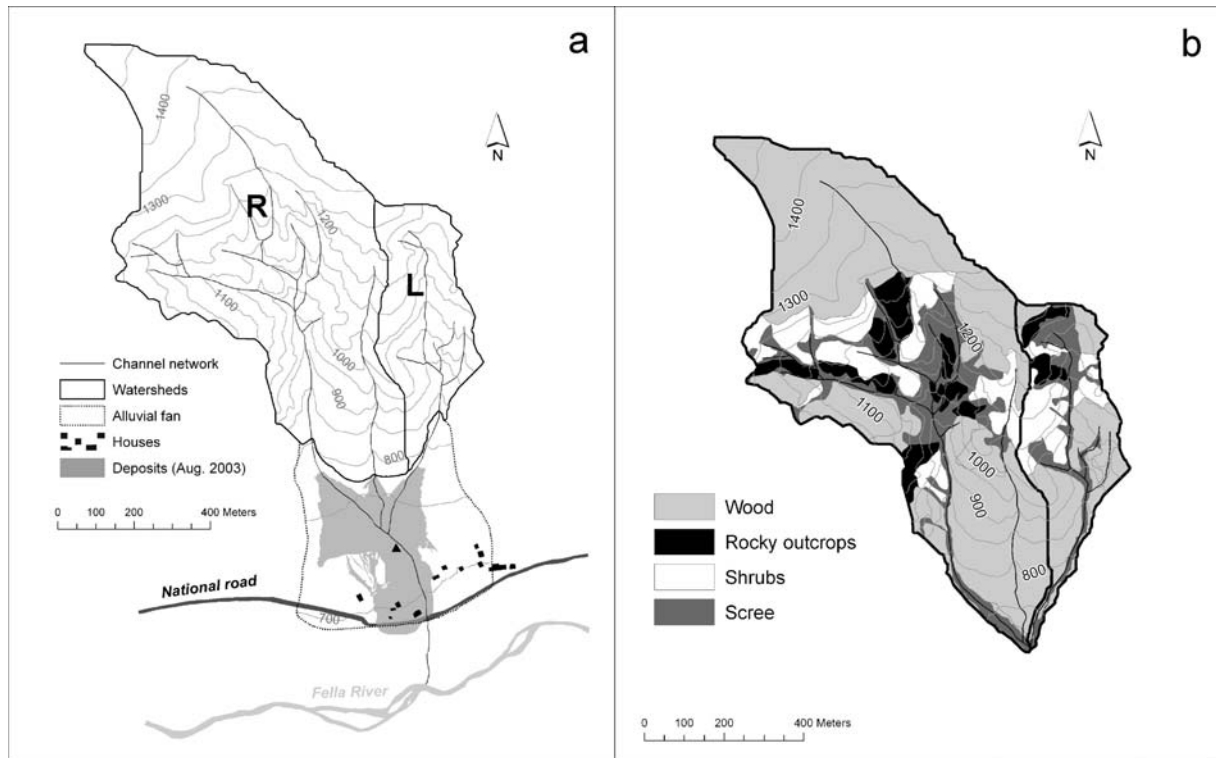 a
N
1400
1300
R
1200
L
1100
1000
900
800
Channel network
Watersheds
Alluvial fan
Houses
Deposits (Aug. 2003)
0 100 200 400 Meters
National road
700
Fella River
b
N
1400
1300
1200
1100
1000
900
800
Wood
Rocky outcrops
Shrubs
Scree
0 100 200 400 Meters